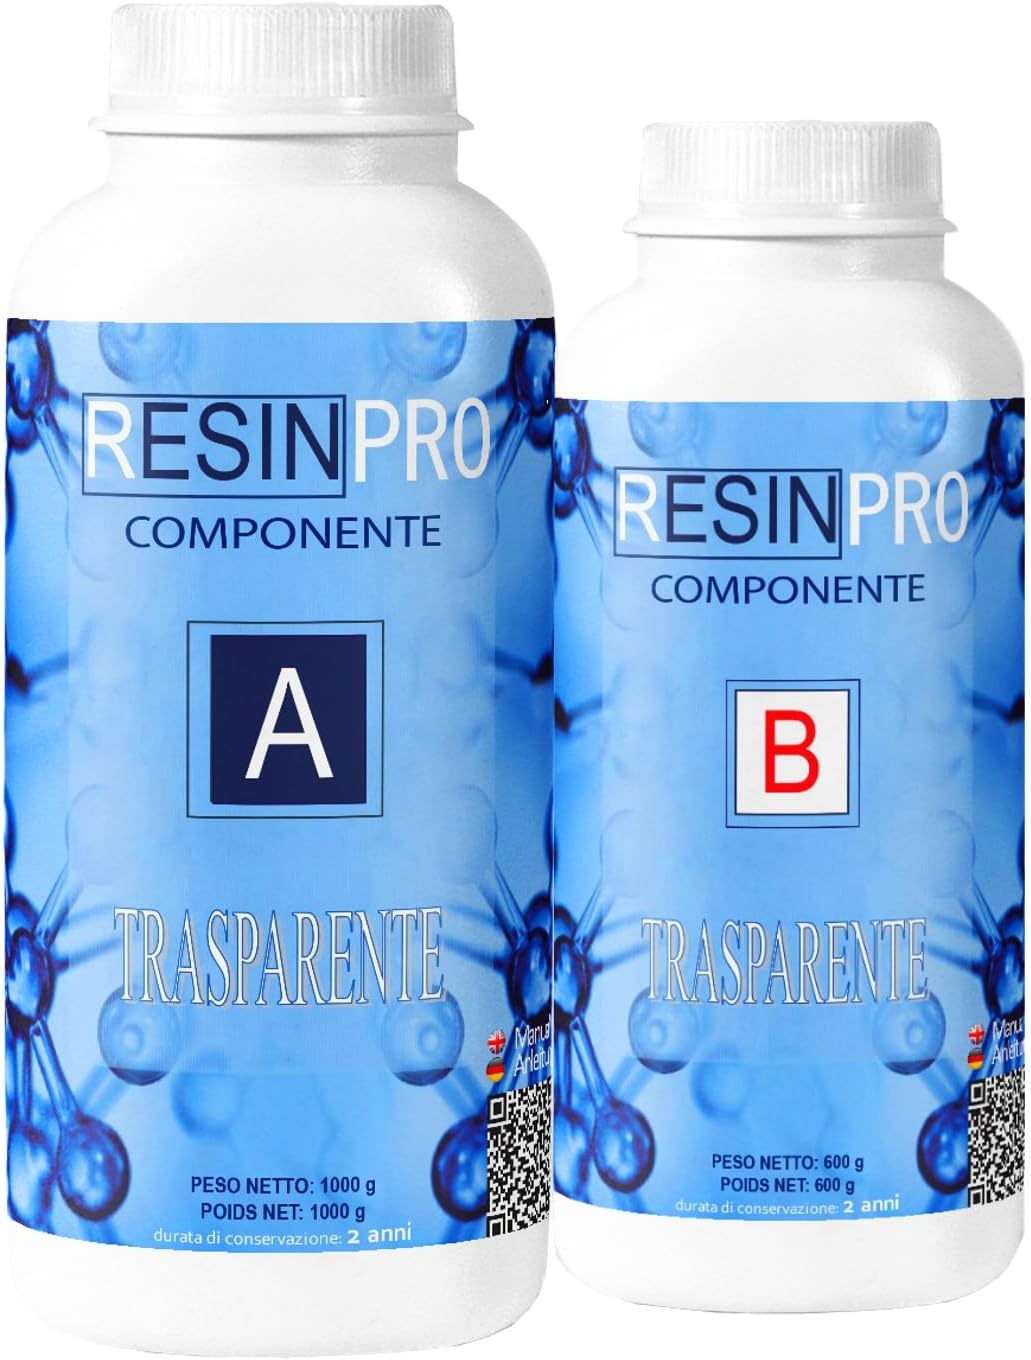 RESINPRO
COMPONENTE
A
TRASPARENTE
PESO NETTO: 1000 g
POIDS NET: 1000 g
durata di conservazione: 2 anni
RESINPRO
COMPONENTE
B
TRASPARENTE
PESO NETTO: 600 g
POIDS NET: 600 g
durata di conservazione: 2 anni